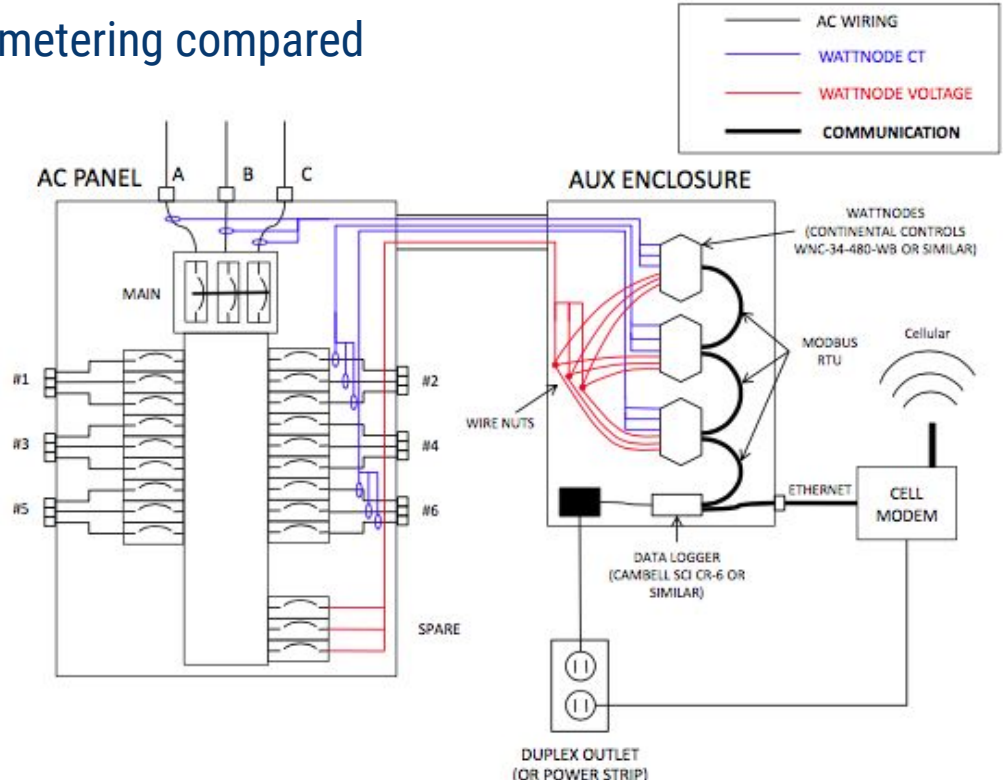 metering compared
AC WIRING
WATTNODE CT
WATTNODE VOLTAGE
COMMUNICATION
AC PANEL
A
B
C
AUX ENCLOSURE
WATTNODES
(CONTINENTAL CONTROLS
WNC-34-480-WB OR SIMILAR)
MAIN
MODBUS
RTU
Cellular
#1
#2
WIRE NUTS
#3
#4
#5
#6
ETHERNET
CELL
MODEM
DATA LOGGER
(CAMBELL SCI CR-6 OR
SIMILAR)
SPARE
DUPLEX OUTLET
(OR POWER STRIP)